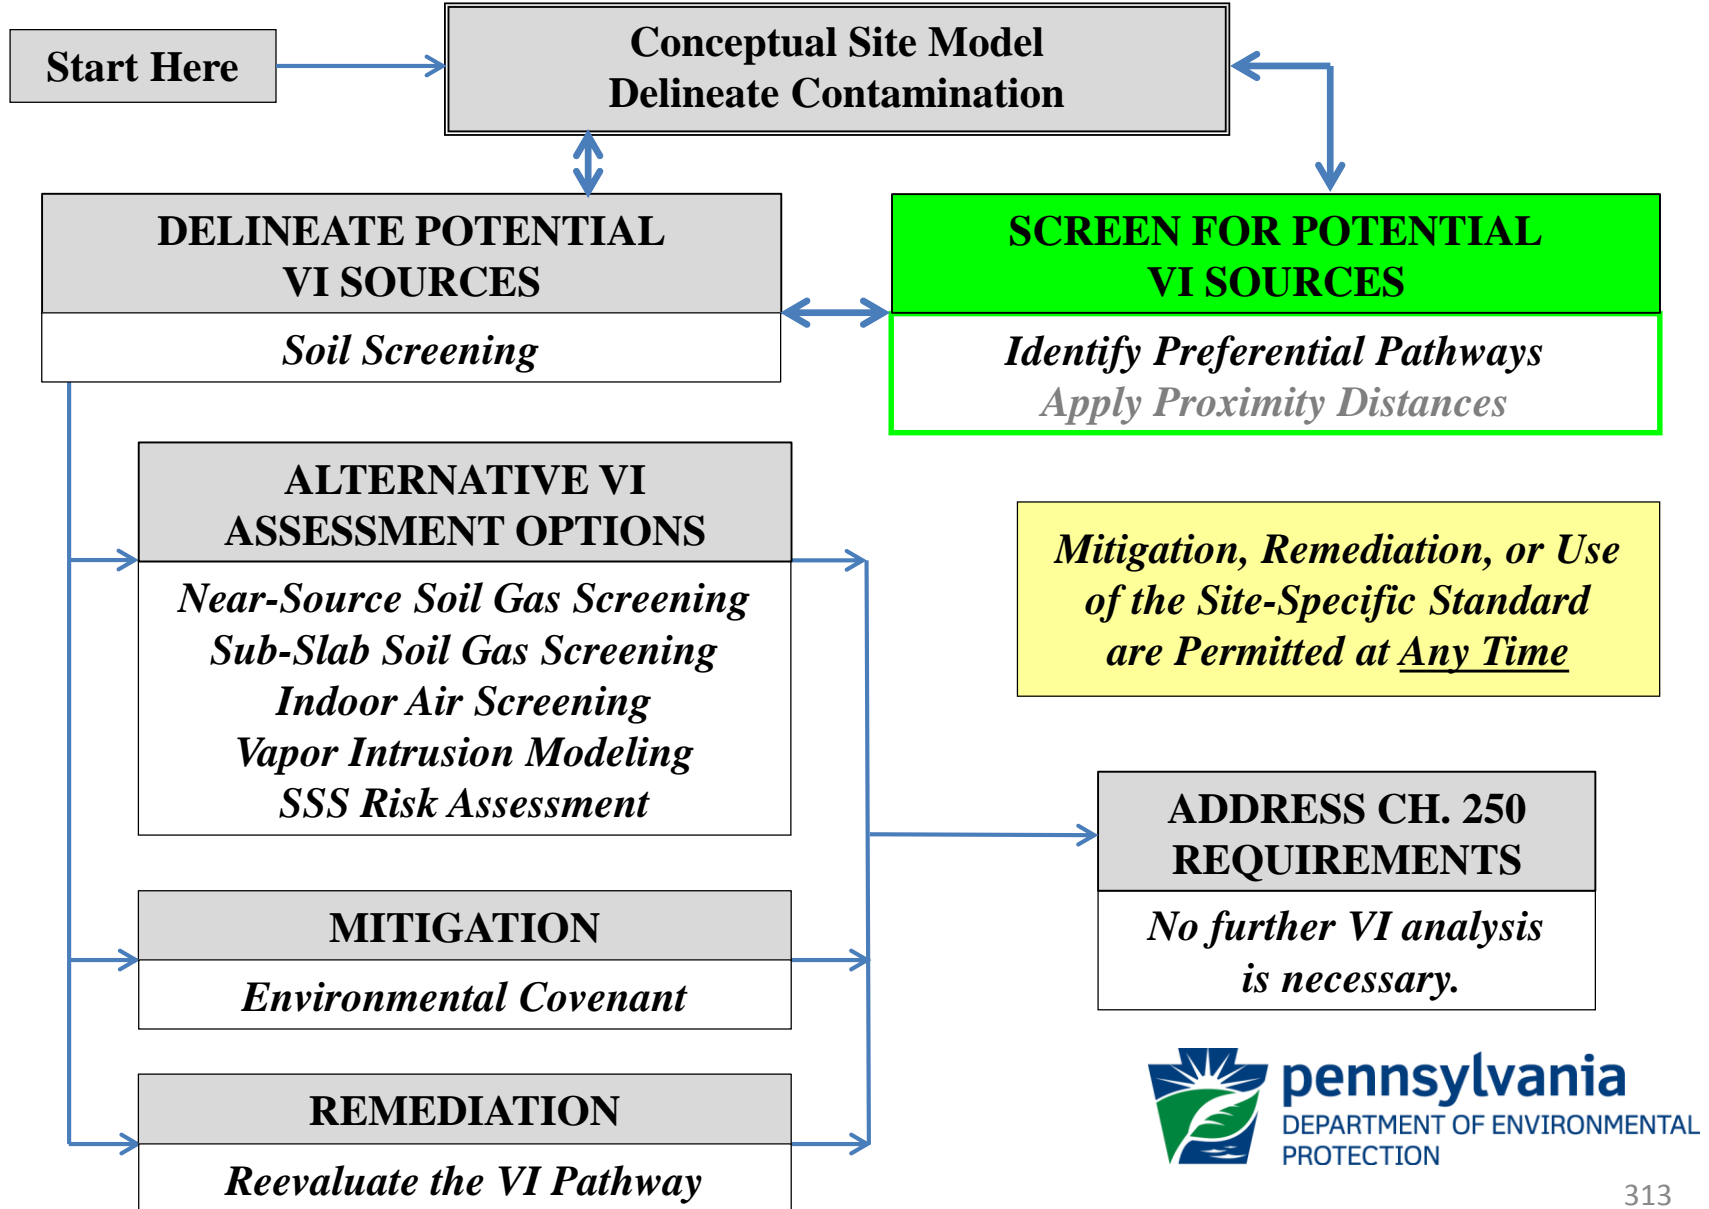 Start Here
Conceptual Site Model
Delineate Contamination
DELINEATE POTENTIAL
VI SOURCES
Soil Screening
SCREEN FOR POTENTIAL
VI SOURCES
Identify Preferential Pathways
Apply Proximity Distances
ALTERNATIVE VI
ASSESSMENT OPTIONS
Near-Source Soil Gas Screening
Sub-Slab Soil Gas Screening
Indoor Air Screening
Vapor Intrusion Modeling
SSS Risk Assessment
Mitigation, Remediation, or Use
of the Site-Specific Standard
are Permitted at Any Time
ADDRESS CH. 250
REQUIREMENTS
No further VI analysis
is necessary.
MITIGATION
Environmental Covenant
REMEDIATION
Reevaluate the VI Pathway
pennsylvania
DEPARTMENT OF ENVIRONMENTAL
PROTECTION
313